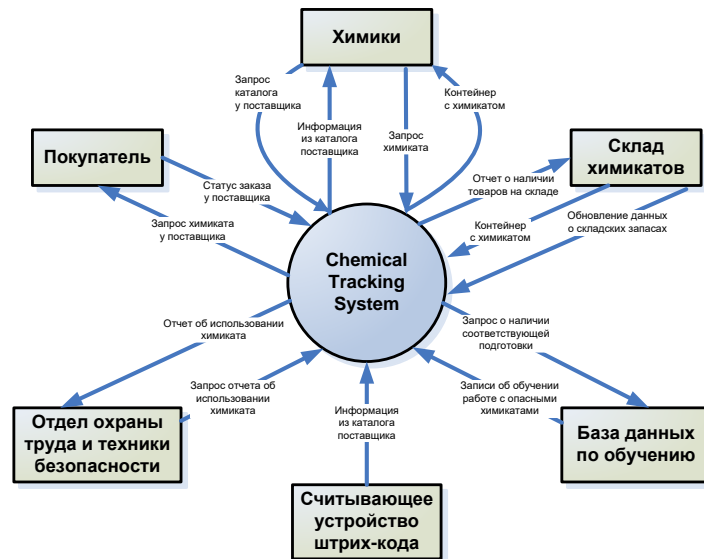 Химики
Запрос
каталога
у поставщика
Информация
из каталога
поставщика
Запрос
химиката
Контейнер
с химикатом
Покупатель
Склад
химикатов
Статус заказа
у поставщика
Отчет о наличии
товаров на складе
Запрос химиката
у поставщика
Контейнер
с химикатом
Обновление данных
о складских запасах
Chemical
Tracking
System
Отчет об использовании
химиката
Запрос о наличии
соответствующей
подготовки
Запрос отчета об
использовании
химиката
Информация
из каталога
поставщика
Записи об обучении
работе с опасными
химикатами
Отдел охраны
труда и техники
безопасности
База данных
по обучению
Считывающее
устройство
штрих-кода